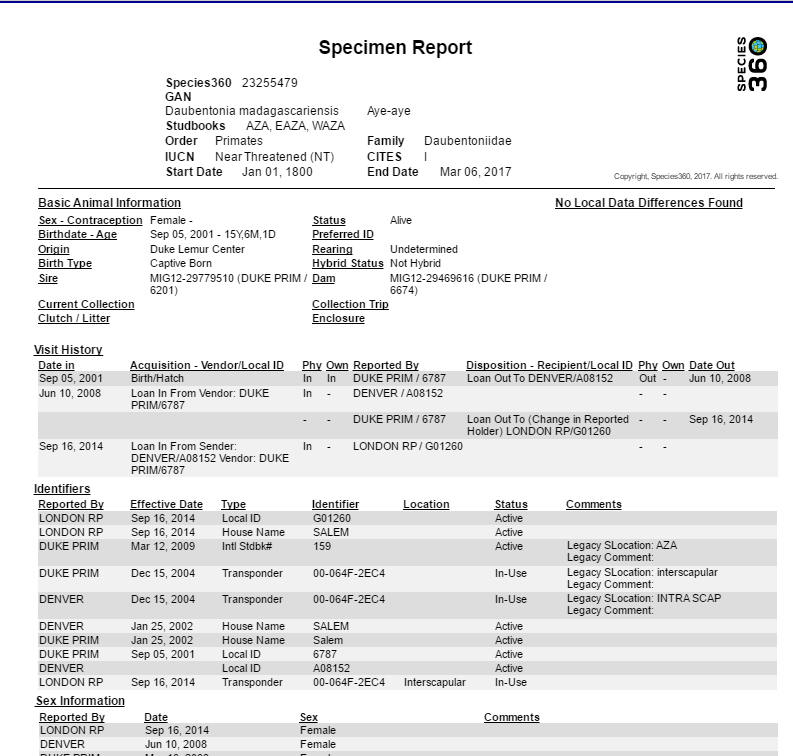 Specimen Report
SPECIES
360
Species360 23255479
GAN
Daubentonia madagascariensis Aye-aye
Studbooks AZA, EAZA, WAZA
Order Primates Family Daubentoniidae
IUCN Near Threatened (NT) CITES I
Start Date Jan 01, 1800 End Date Mar 06, 2017
Copyright, Species360, 2017. All rights reserved.
Basic Animal Information No Local Data Differences Found
Sex - Contraception Female - Status Alive
Birthdate - Age Sep 05, 2001 - 15Y,6M,1D Preferred ID
Origin Duke Lemur Center Rearing Undetermined
Birth Type Captive Born Hybrid Status Not Hybrid
Sire MIG12-29779510 (DUKE PRIM / Dam MIG12-29469616 (DUKE PRIM /
6201) 6674)
Current Collection Collection Trip
Clutch / Litter Enclosure
Visit History
Date in Acquisition - Vendor/Local ID Phy Own Reported By Disposition - Recipient/Local ID Phy Own Date Out
Sep 05, 2001 Birth/Hatch In In DUKE PRIM / 6787 Loan Out To DENVER/A08152 Out - Jun 10, 2008
Jun 10, 2008 Loan In From Vendor: DUKE In - DENVER / A08152 - -
PRIM/6787
- - DUKE PRIM / 6787 Loan Out To (Change in Reported - - Sep 16, 2014
Holder) LONDON RP/G01260
Sep 16, 2014 Loan In From Sender: In - LONDON RP / G01260 - -
DENVER/A08152 Vendor: DUKE
PRIM/6787
Identifiers
Reported By Effective Date Type Identifier Location Status Comments
LONDON RP Sep 16, 2014 Local ID G01260 Active
LONDON RP Sep 16, 2014 House Name SALEM Active
DUKE PRIM Mar 12, 2009 Intl Stdbk# 159 Active Legacy SLocation: AZA
Legacy Comment:
DUKE PRIM Dec 15, 2004 Transponder 00-064F-2EC4 In-Use Legacy SLocation: interscapular
Legacy Comment:
DENVER Dec 15, 2004 Transponder 00-064F-2EC4 In-Use Legacy SLocation: INTRA SCAP
Legacy Comment:
DENVER Jan 25, 2002 House Name SALEM Active
DUKE PRIM Jan 25, 2002 House Name Salem Active
DUKE PRIM Sep 05, 2001 Local ID 6787 Active
DENVER Local ID A08152 Active
LONDON RP Sep 16, 2014 Transponder 00-064F-2EC4 Interscapular In-Use
Sex Information
Reported By Date Sex Comments
LONDON RP Sep 16, 2014 Female
DENVER Jun 10, 2008 Female